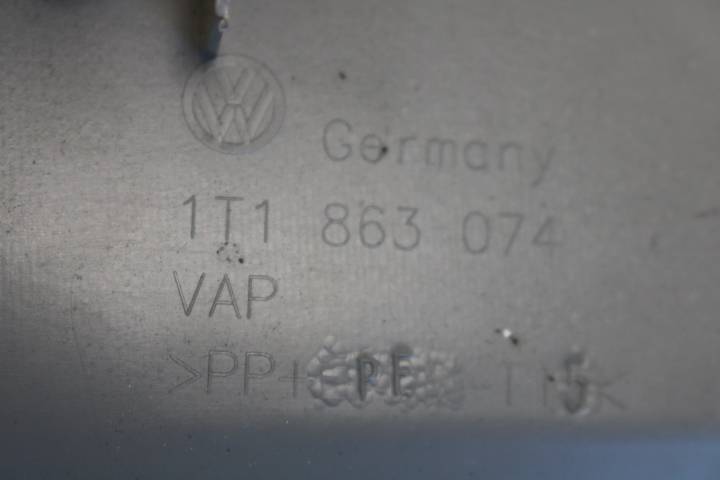 Germany
1T1 863 074
VAP
>PP+